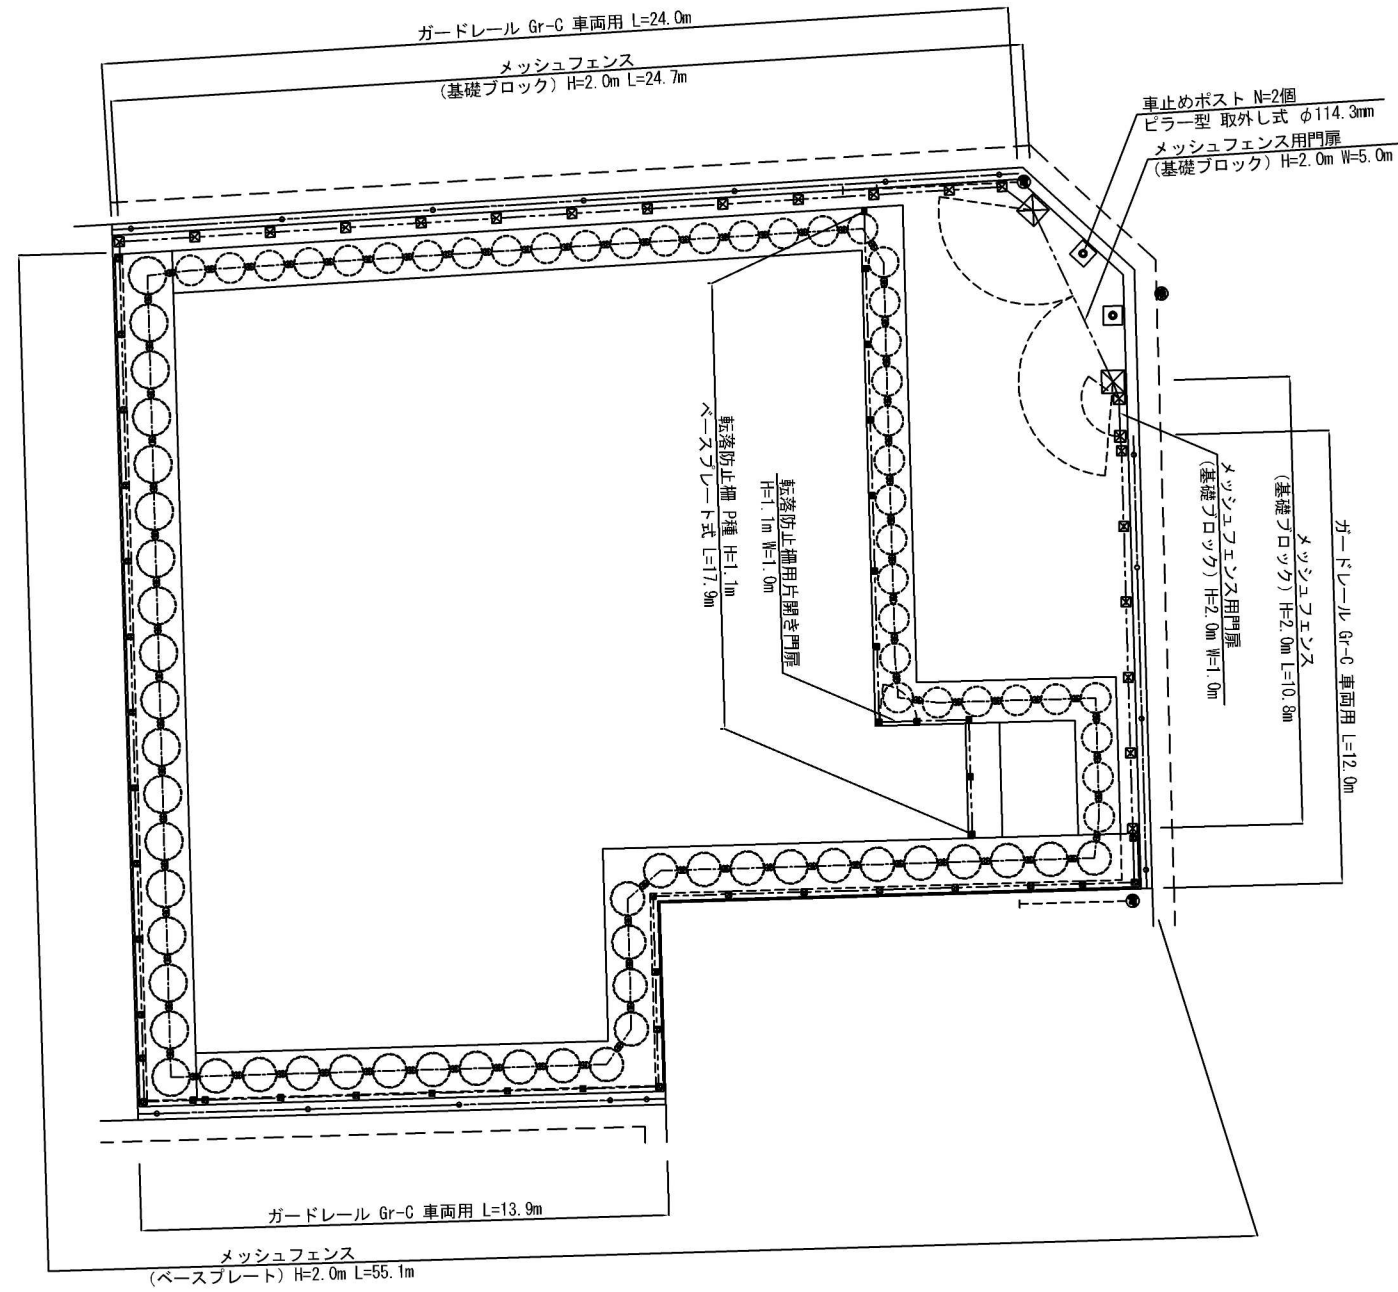 ガードレール Gr-C 車両用 L=24.0m
メッシュフェンス
(基礎ブロック) H=2.0m L=24.7m
車止めポスト N=2個
ピラー型 取外し式 φ114.3mm
メッシュフェンス用門扉
(基礎ブロック) H=2.0m W=5.0m
転落防止柵 P種 H=1.1m
ベースプレート式 L=17.9m
転落防止柵用片開き門扉
H=1.1m W=1.0m
メッシュフェンス用門扉
(基礎ブロック) H=2.0m W=1.0m
メッシュフェンス
(基礎ブロック) H=2.0m L=10.8m
ガードレール Gr-C 車両用 L=12.0m
ガードレール Gr-C 車両用 L=13.9m
メッシュフェンス
(ベースプレート) H=2.0m L=55.1m